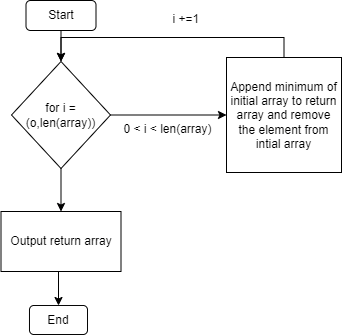 Start
i +=1
for i =
(o,len(array))
0 < i < len(array)
Append minimum of
initial array to return
array and remove
the element from
intial array
Output return array
End